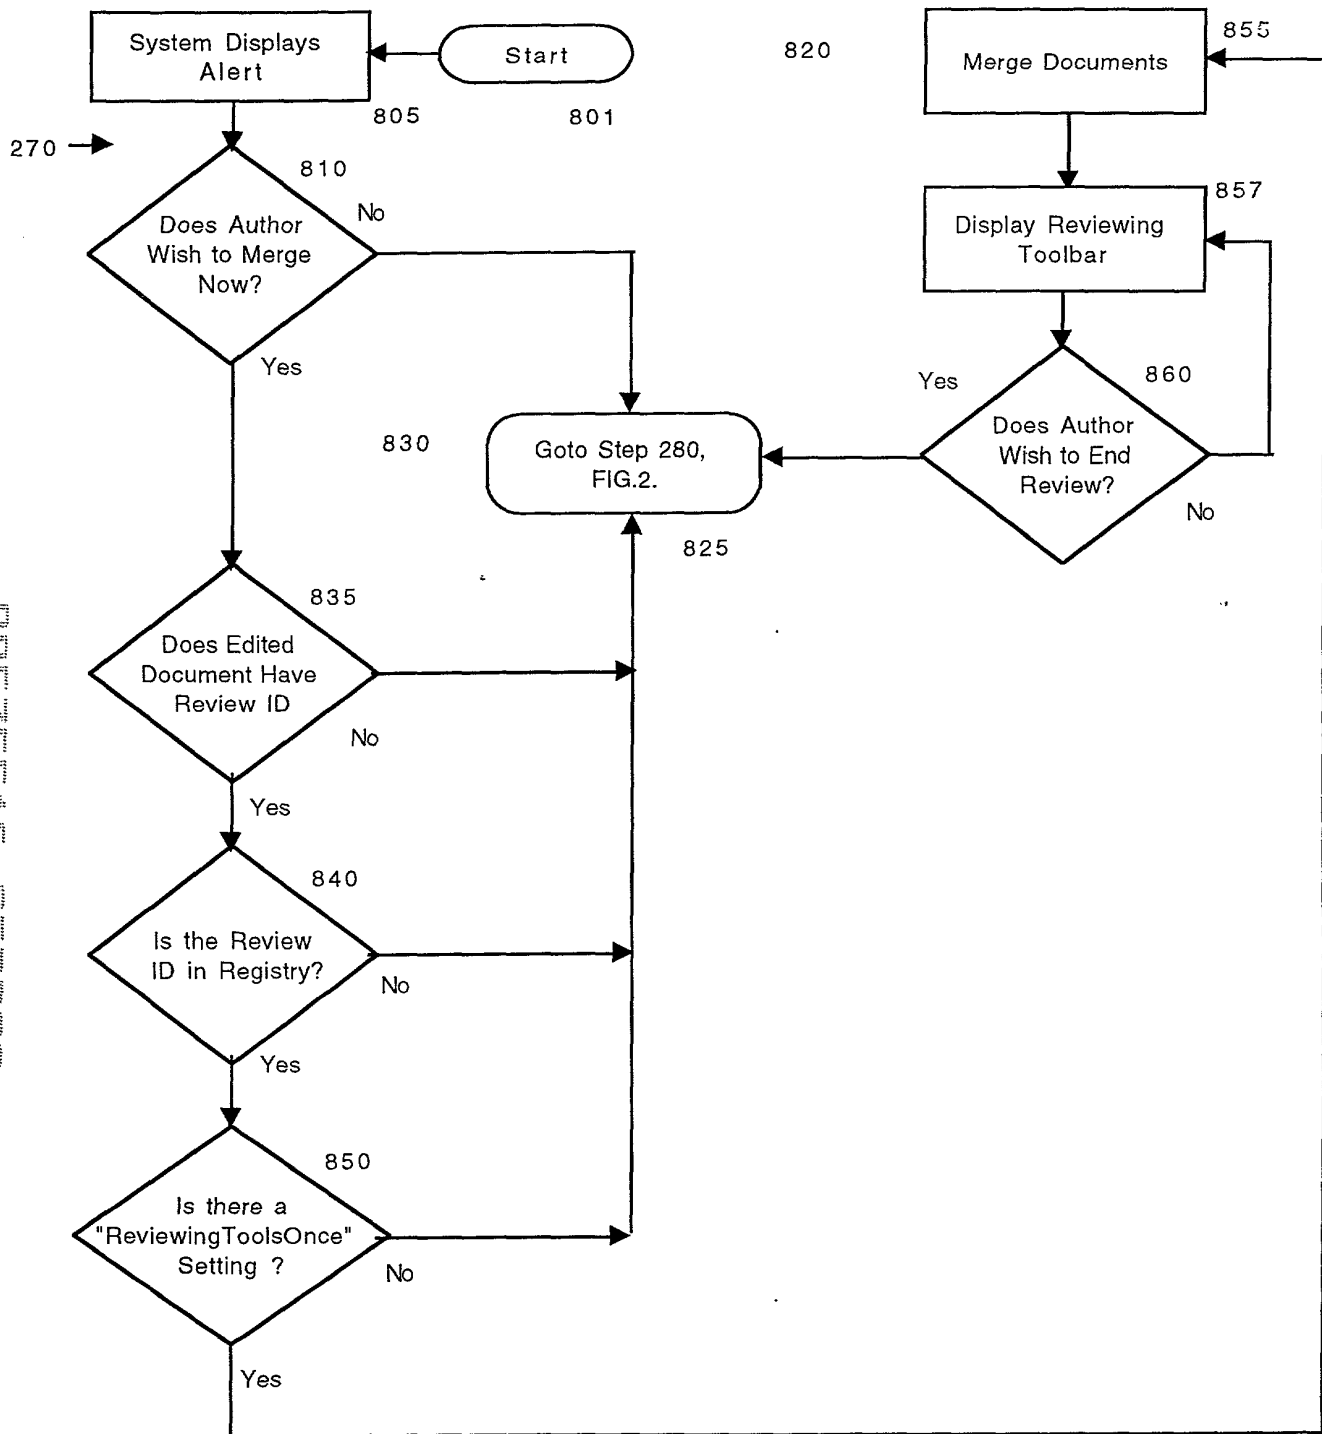 System Displays
Alert
Start
805
801
270
810
Does Author
Wish to Merge
Now?
No
Yes
830
Goto Step 280,
FIG.2.
825
835
Does Edited
Document Have
Review ID
No
Yes
840
Is the Review
ID in Registry?
No
Yes
850
Is there a
"ReviewingToolsOnce"
Setting ?
No
Yes
820
855
Merge Documents
857
Display Reviewing
Toolbar
860
Yes
Does Author
Wish to End
Review?
No